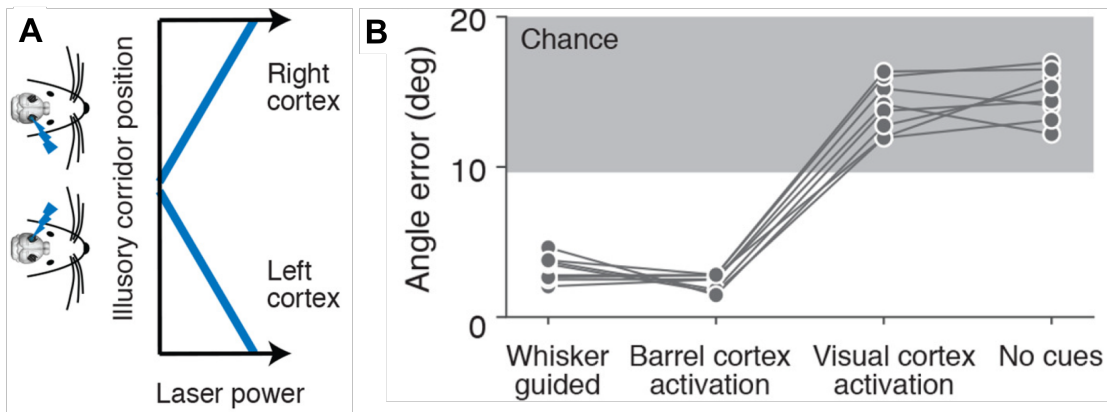 A
Illusory corridor position
Right
cortex
Left
cortex
Laser power
B
Angle error (deg)
20
10
0
Chance
Whisker
guided
Barrel cortex
activation
Visual cortex
activation
No cues